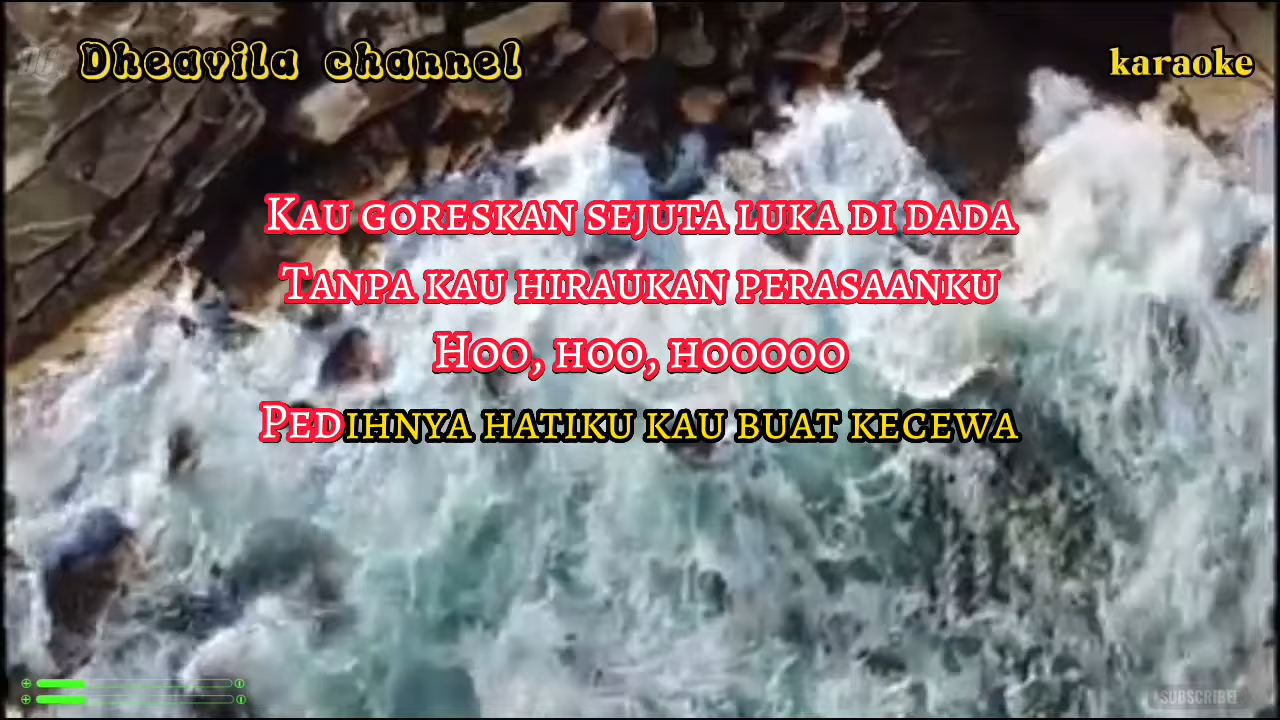 Dheavila channel
karaoke
Kau goreskan sejuta luka di dada
Tanpa kau hiraukan perasaanku
Hoo, hoo, hooooo
Pedihnya hatiku kau buat kecewa
SUBSCRIBE!